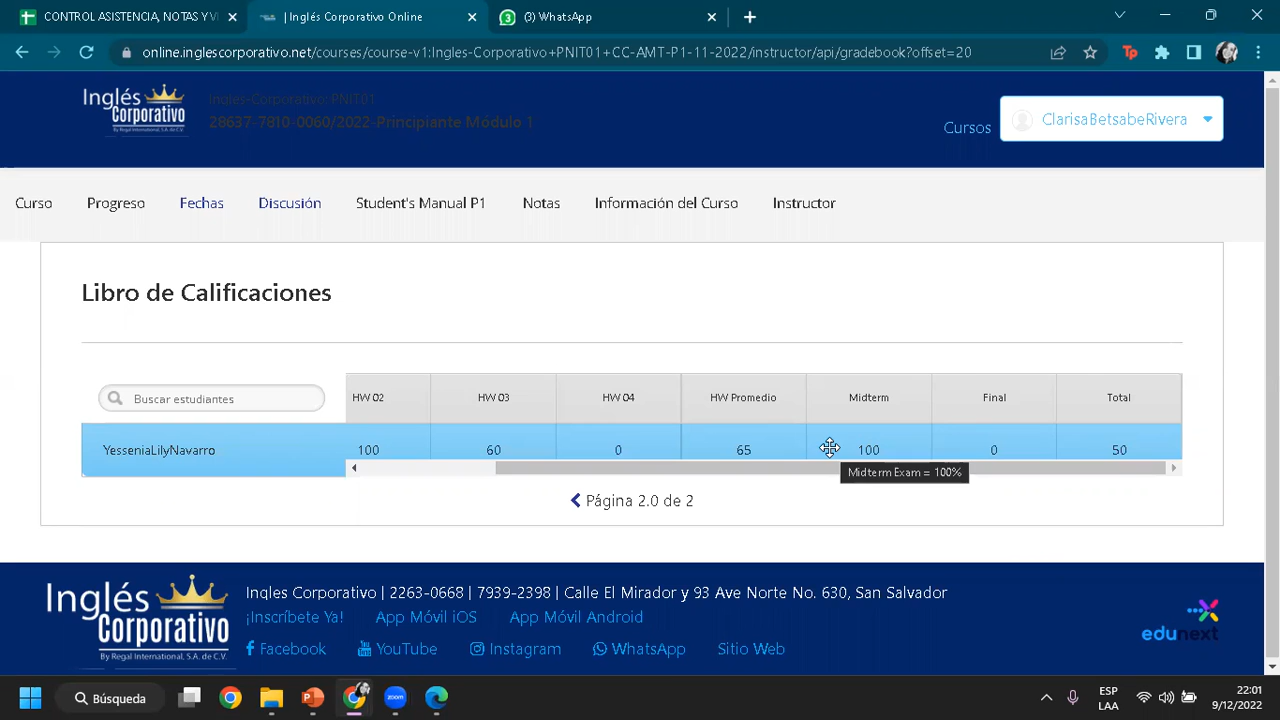 CONTROL ASISTENCIA, NOTAS Y VI
| Inglés Corporativo Online
(3) WhatsApp
online.inglescorporativo.net/courses/course-v1:Ingles-Corporativo+PNIT01+CC-AMT-P1-11-2022/instructor/api/gradebook?offset=20
Inglés Corporativo
By Regal International, S.A. de C.V.
Ingles-Corporativo: PNIT01
28637-7810-0060/2022-Principiante Módulo 1
Cursos
ClarisaBetsabeRivera
Curso Progreso Fechas Discusión Student's Manual P1 Notas Información del Curso Instructor
Libro de Calificaciones
Buscar estudiantes
HW 02 HW 03 HW 04 HW Promedio Midterm Final Total
YesseniaLilyNavarro 100 60 0 65 100 0 50
Midterm Exam = 100%
Página 2.0 de 2
Inglés Corporativo
By Regal International, S.A. de C.V.
Ingles Corporativo | 2263-0668 | 7939-2398 | Calle El Mirador y 93 Ave Norte No. 630, San Salvador
¡Inscríbete Ya! App Móvil iOS App Móvil Android
Facebook YouTube Instagram WhatsApp Sitio Web
edunext
Búsqueda
zoom
ESP
LAA
22:01
9/12/2022